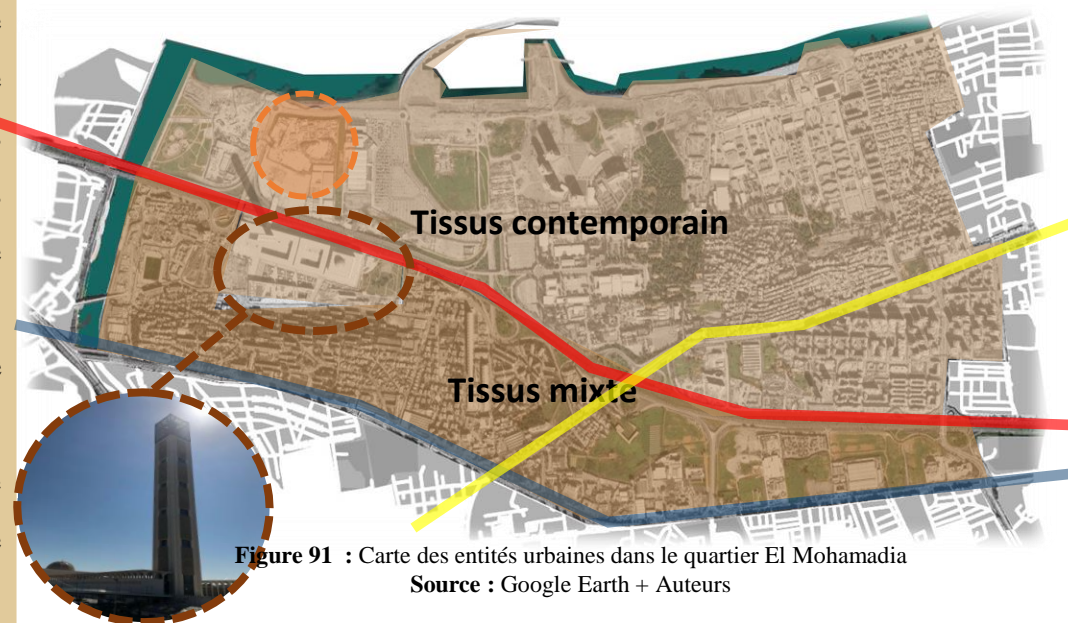 Tissus contemporain
Tissus mixte
Figure 91 : Carte des entités urbaines dans le quartier El Mohamadia
Source : Google Earth + Auteurs